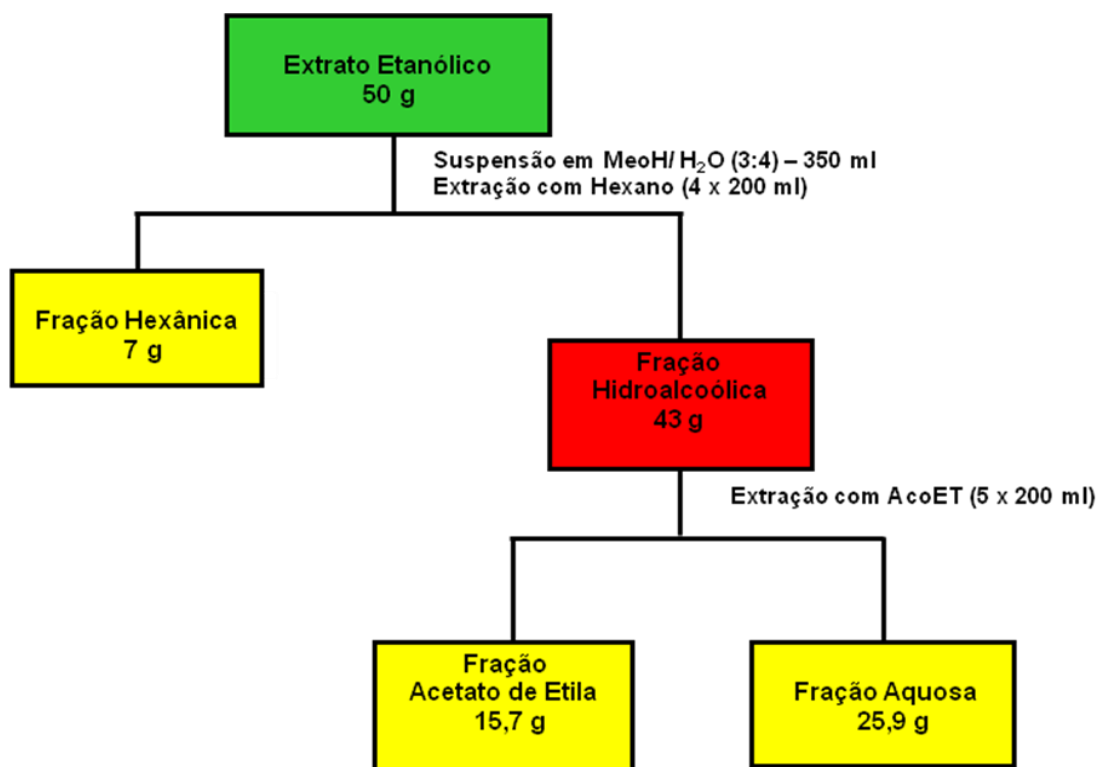 Extrato Etanólico
50 g
Suspensão em MeoH/ H₂O (3:4) – 350 ml
Extração com Hexano (4 x 200 ml)
Fração Hexânica
7 g
Fração
Hidroalcoólica
43 g
Extração com AcoET (5 x 200 ml)
Fração
Acetato de Etila
15,7 g
Fração Aquosa
25,9 g